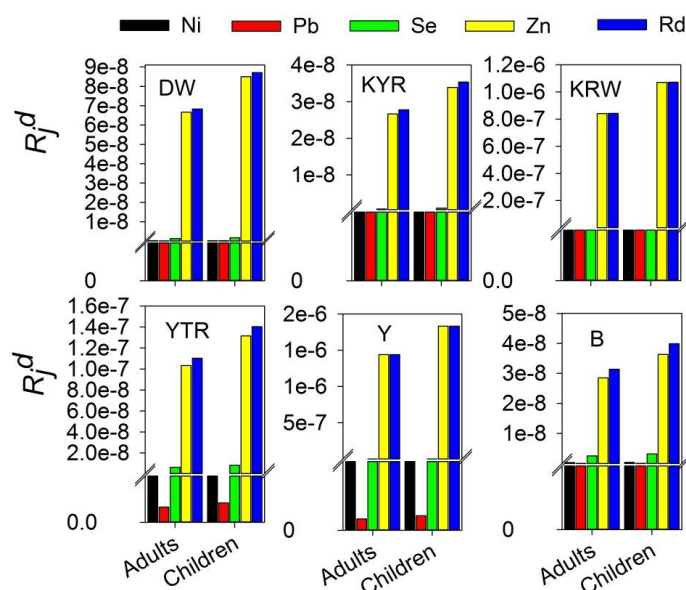 Ni Pb Se Zn Rd
DW KYR KRW
R_j^d
9e-8
8e-8
7e-8
6e-8
5e-8
4e-8
3e-8
2e-8
1e-8
0
4e-8
3e-8
2e-8
1e-8
0
1.2e-6
1.0e-6
8.0e-7
6.0e-7
4.0e-7
2.0e-7
0.0
YTR Y B
R_j^d
1.6e-7
1.4e-7
1.2e-7
1.0e-7
8.0e-8
6.0e-8
4.0e-8
2.0e-8
0.0
2e-6
1e-6
5e-7
0
5e-8
4e-8
3e-8
2e-8
1e-8
0
Adults Children Adults Children Adults Children